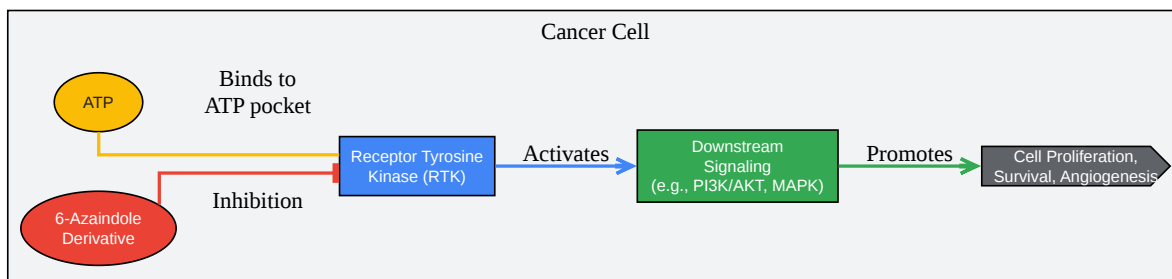 Cancer Cell
Binds to
ATP pocket
ATP
Receptor Tyrosine
Kinase (RTK)
Activates
Downstream
Signaling
(e.g., PI3K/AKT, MAPK)
Promotes
Cell Proliferation,
Survival, Angiogenesis
Inhibition
6-Azaindole
Derivative